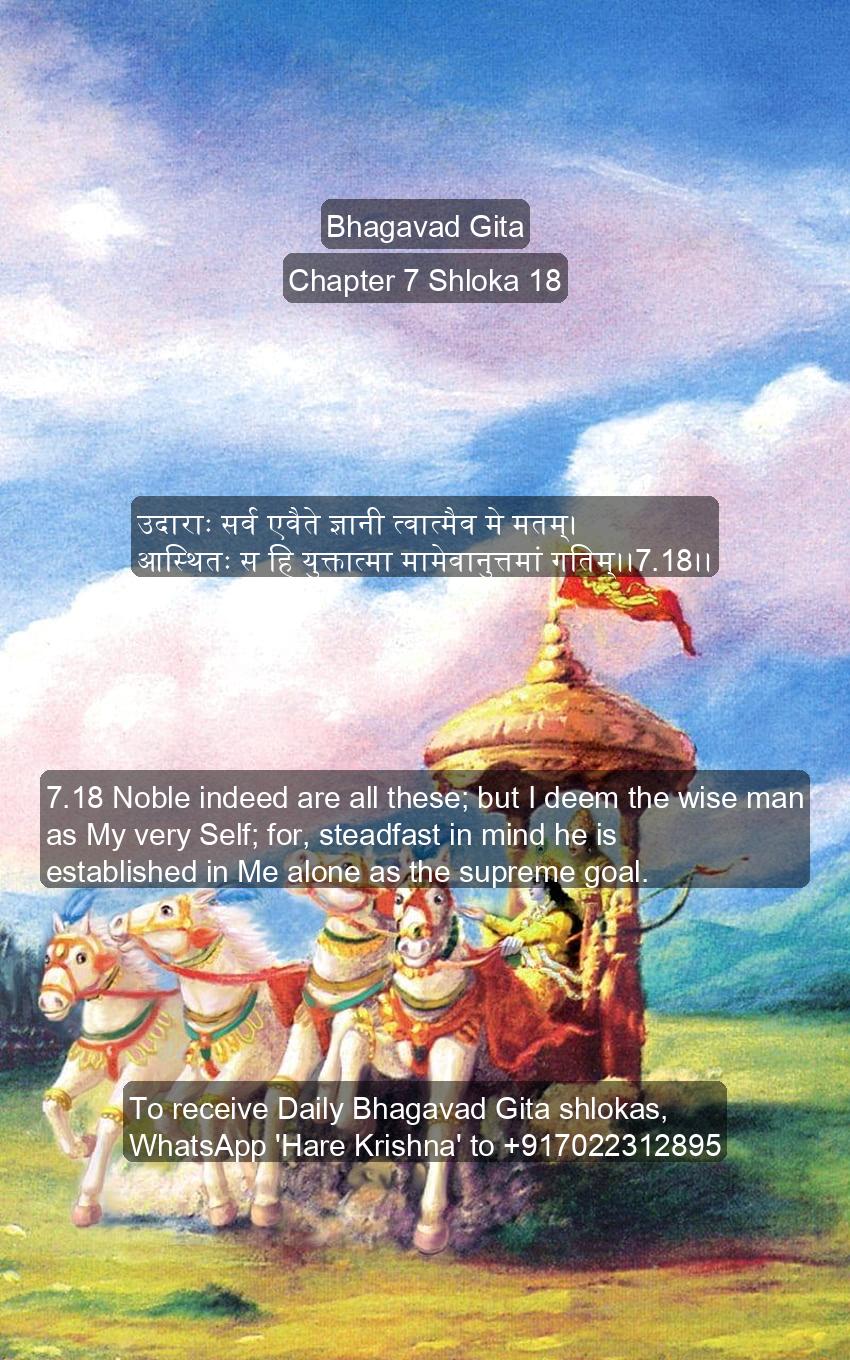 Bhagavad Gita
Chapter 7 Shloka 18
उदाराः सर्व एवैते ज्ञानी त्वात्मैव मे मतम्।
आस्थितः स हि युक्तात्मा मामेवानुत्तमां गतिम्।।7.18।।
7.18 Noble indeed are all these; but I deem the wise man
as My very Self; for, steadfast in mind he is
established in Me alone as the supreme goal.
To receive Daily Bhagavad Gita shlokas,
WhatsApp 'Hare Krishna' to +917022312895